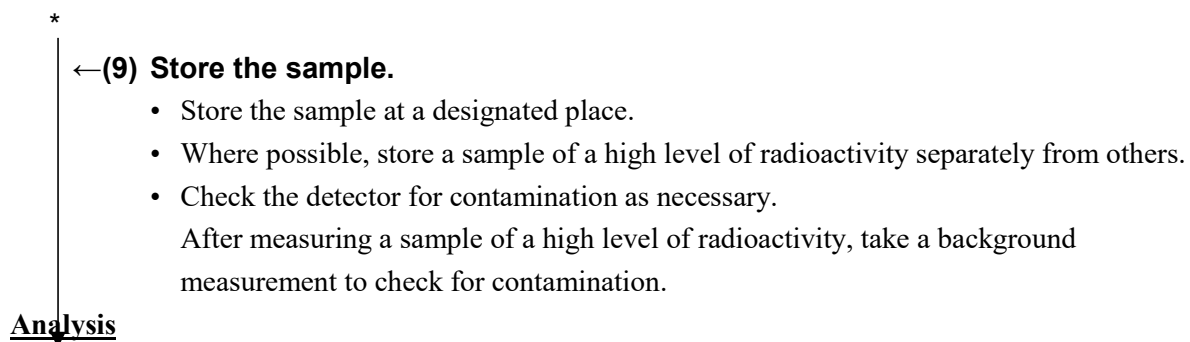 *
←(9) Store the sample.
• Store the sample at a designated place.
• Where possible, store a sample of a high level of radioactivity separately from others.
• Check the detector for contamination as necessary.
After measuring a sample of a high level of radioactivity, take a background
measurement to check for contamination.
Analysis